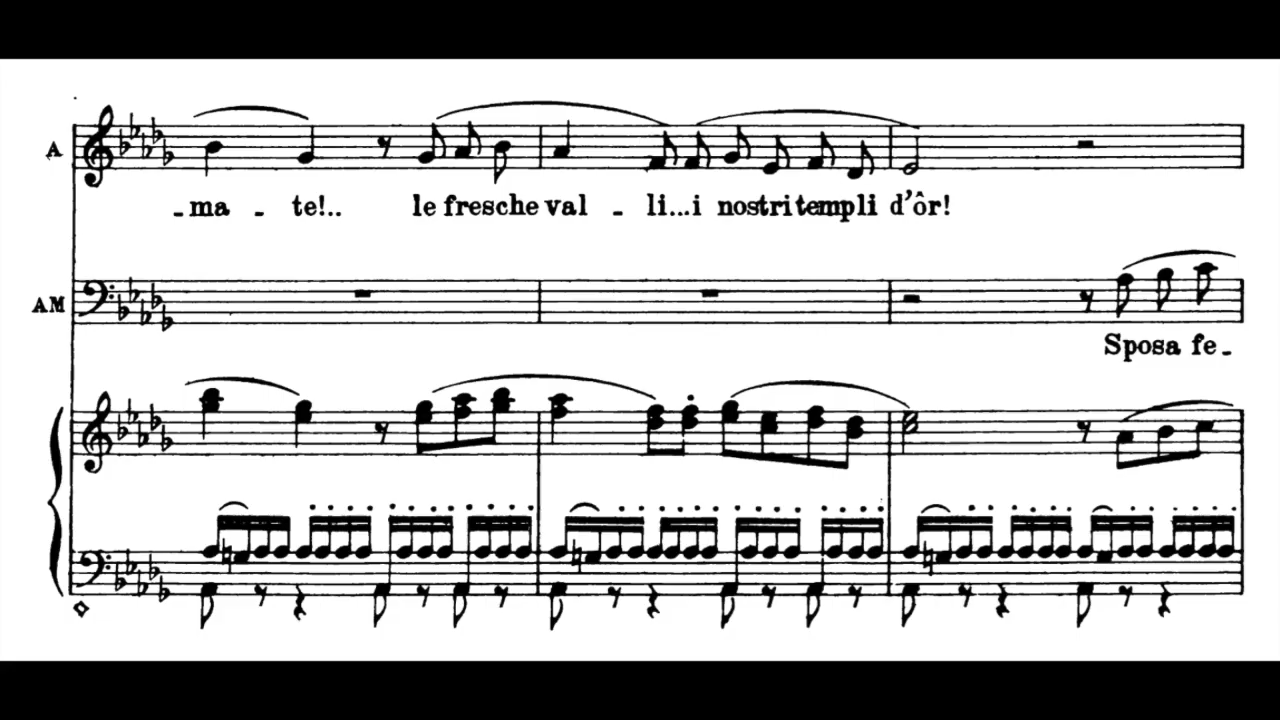 A
-ma - te!.. le fresche val - li...i nostri templi d'ôr!
AM
Sposa fe-